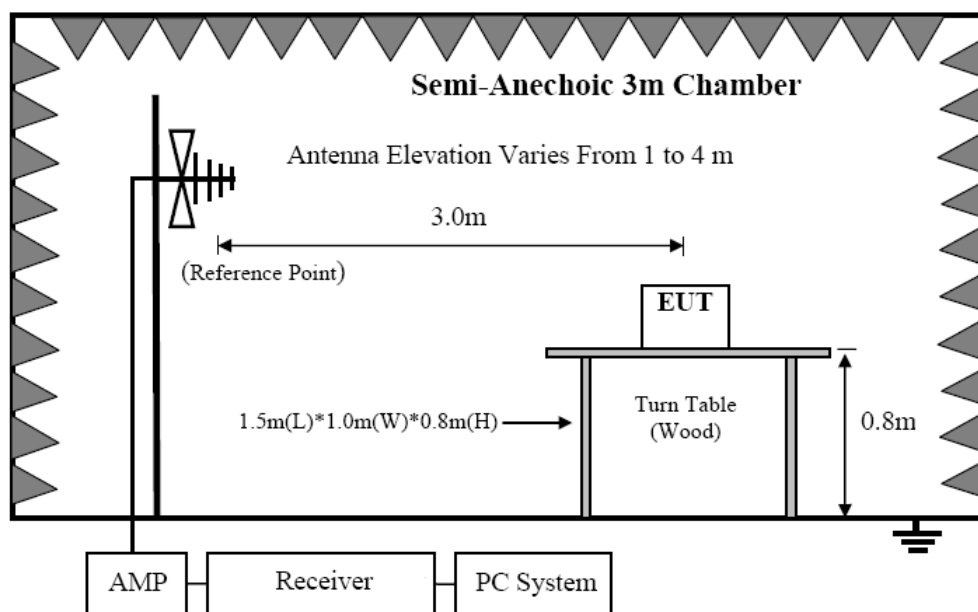 Semi-Anechoic 3m Chamber
Antenna Elevation Varies From 1 to 4 m
3.0m
(Reference Point)
EUT
1.5m(L)*1.0m(W)*0.8m(H)
Turn Table
(Wood)
0.8m
AMP
Receiver
PC System